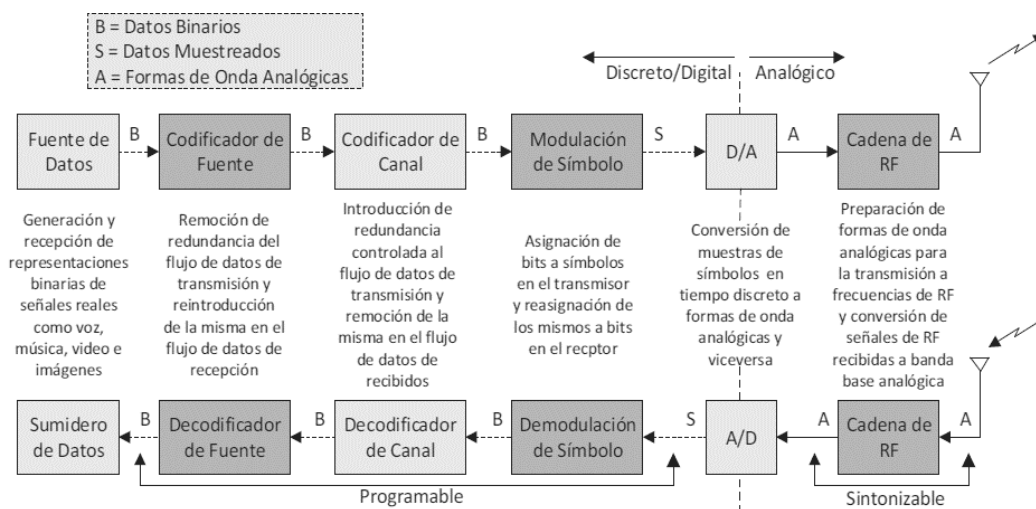 B = Datos Binarios
S = Datos Muestreados
A = Formas de Onda Analógicas
Discreto/Digital
Analógico
Fuente de
Datos
B
Codificador de
Fuente
B
Codificador de
Canal
B
Modulación
de Símbolo
S
D/A
A
Cadena de
RF
A
Generación y
recepción de
representaciones
binarias de
señales reales
como voz,
música, video e
imágenes
Remoción de
redundancia del
flujo de datos de
transmisión y
reintroducción
de la misma en el
flujo de datos de
recepción
Introducción de
redundancia
controlada al
flujo de datos de
transmisión y
remoción de la
misma en el flujo
de datos de
recibidos
Asignación de
bits a símbolos
en el transmisor
y reasignación de
los mismos a bits
en el recptor
Conversión de
muestras de
símbolos en
tiempo discreto a
formas de onda
analógicas y
viceversa
Preparación de
formas de onda
analógicas para
la transmisión a
frecuencias de RF
y conversión de
señales de RF
recibidas a banda
base analógica
Sumidero
de Datos
B
Decodificador
de Fuente
B
Decodificador
de Canal
B
Demodulación
de Símbolo
S
A/D
A
Cadena de
RF
A
Programable
Sintonizable